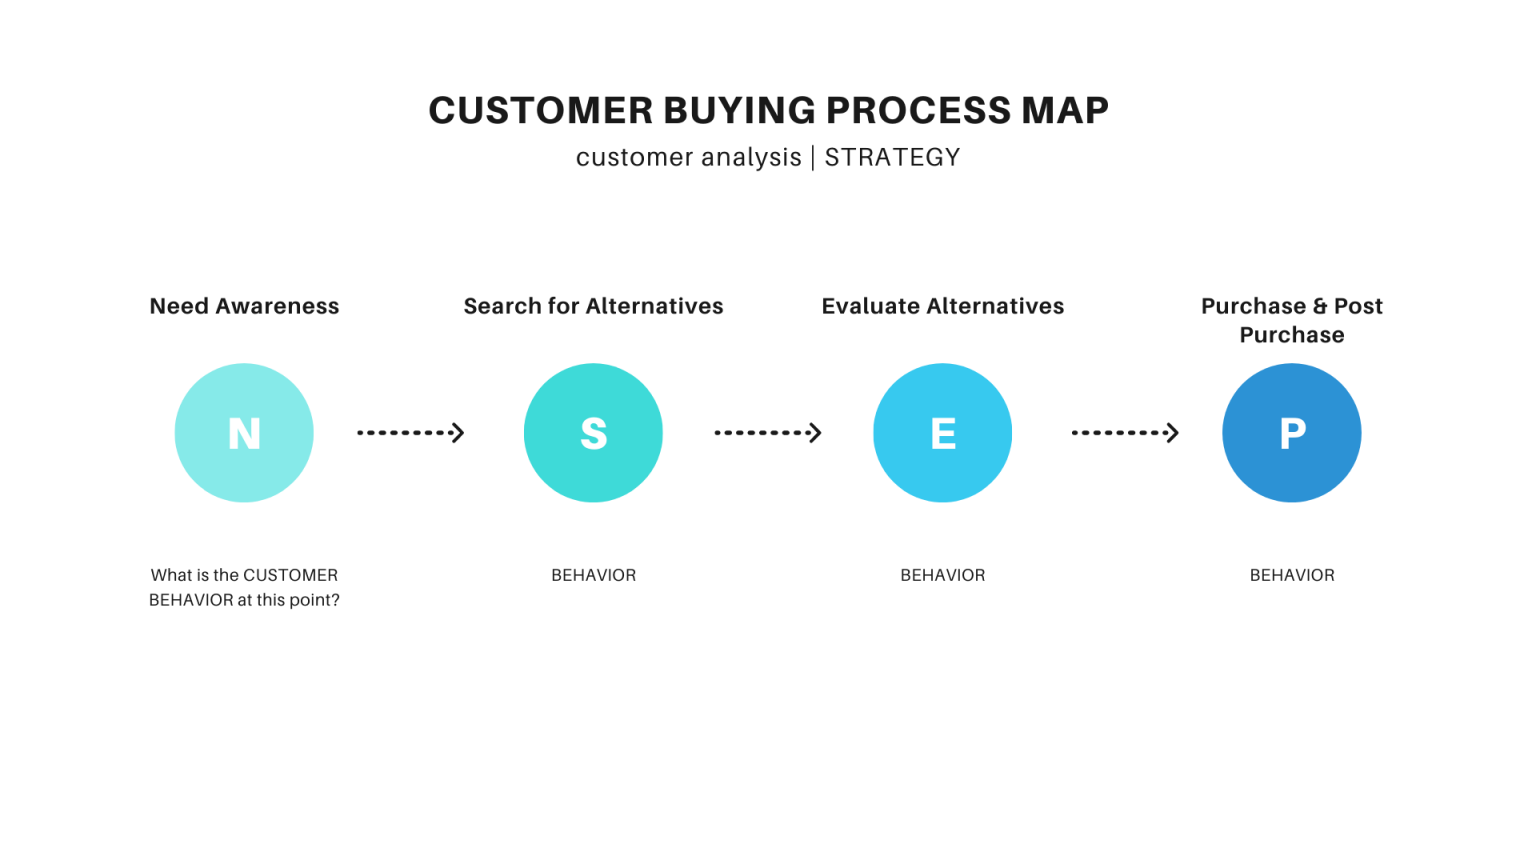 CUSTOMER BUYING PROCESS MAP
customer analysis | STRATEGY
Need Awareness
Search for Alternatives
Evaluate Alternatives
Purchase & Post
Purchase
N
S
E
P
What is the CUSTOMER
BEHAVIOR at this point?
BEHAVIOR
BEHAVIOR
BEHAVIOR